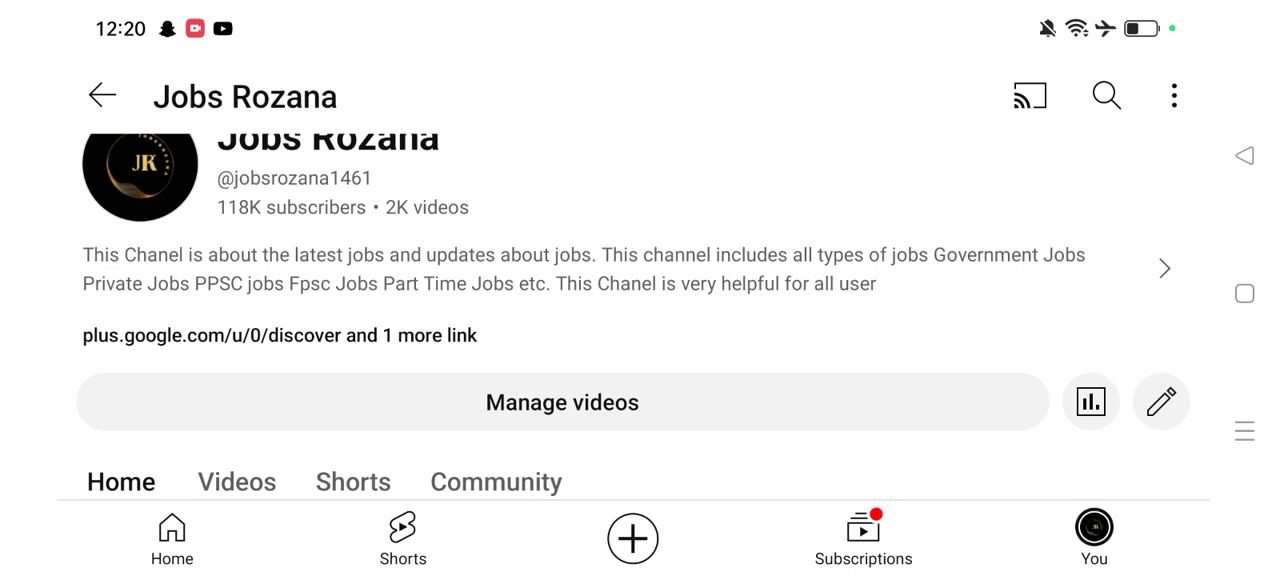 12:20
Jobs Rozana
JR
Jobs Rozana
@jobsrozana1461
118K subscribers • 2K videos
This Chanel is about the latest jobs and updates about jobs. This channel includes all types of jobs Government Jobs
Private Jobs PPSC jobs Fpsc Jobs Part Time Jobs etc. This Chanel is very helpful for all user
plus.google.com/u/0/discover and 1 more link
Manage videos
Home Videos Shorts Community
Home Shorts Subscriptions You